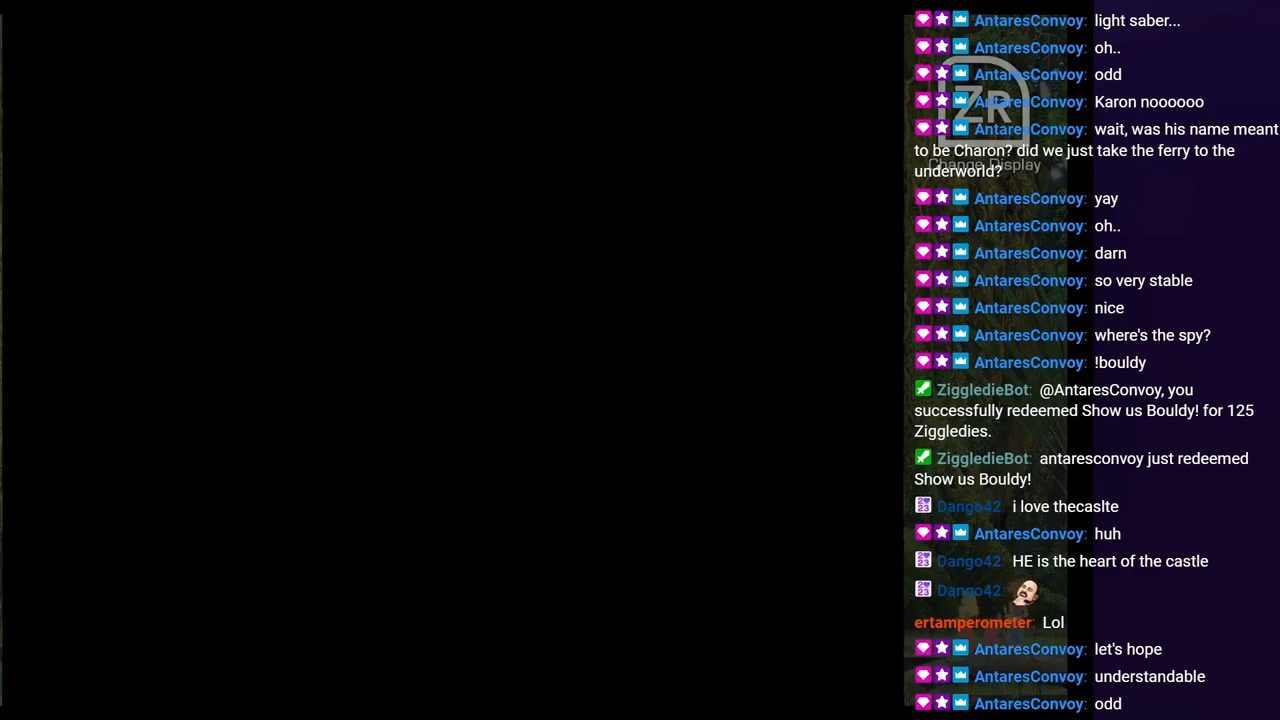 AntaresConvoy: light saber...
AntaresConvoy: oh..
AntaresConvoy: odd
AntaresConvoy: Karon noooooo
AntaresConvoy: wait, was his name meant
to be Charon? did we just take the ferry to the
underworld?
ZR
Change Display
AntaresConvoy: yay
AntaresConvoy: oh..
AntaresConvoy: darn
AntaresConvoy: so very stable
AntaresConvoy: nice
AntaresConvoy: where's the spy?
AntaresConvoy: !bouldy
ZiggledieBot: @AntaresConvoy, you
successfully redeemed Show us Bouldy! for 125
Ziggledies.
ZiggledieBot: antaresconvoy just redeemed
Show us Bouldy!
Dango42: i love thecaslte
AntaresConvoy: huh
Dango42: HE is the heart of the castle
Dango42:
ertamperometer: Lol
AntaresConvoy: let's hope
AntaresConvoy: understandable
AntaresConvoy: odd